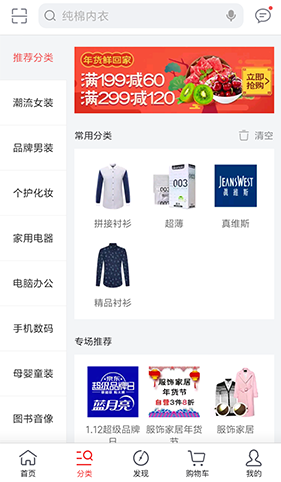 纯棉内衣
推荐分类
潮流女装
品牌男装
个护化妆
家用电器
电脑办公
手机数码
母婴童装
图书音像
年货鲜回家
满199减60
满299减120
立即
抢购
常用分类
清空
003
003
JEANSWEST
真維斯
拼接衬衫
超薄
真维斯
精品衬衫
专场推荐
京东
超级品牌日
蓝月亮
服饰家居
年货节
自营3件8折
1.12超级品牌
日
服饰家居年货
节
服饰家居
首页
分类
发现
购物车
我的